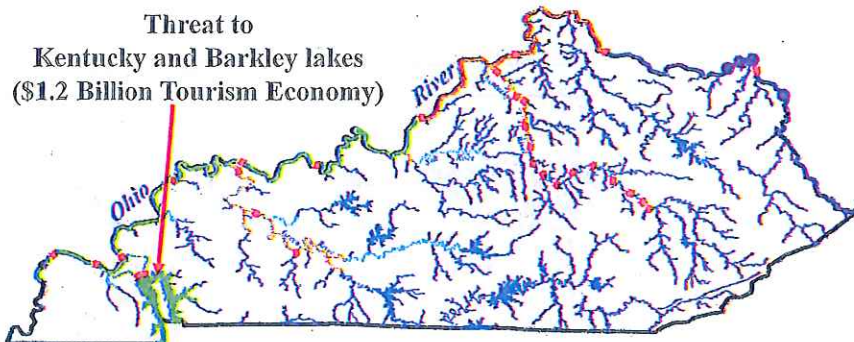 Threat to
Kentucky and Barkley lakes
($1.2 Billion Tourism Economy)
River
Ohio